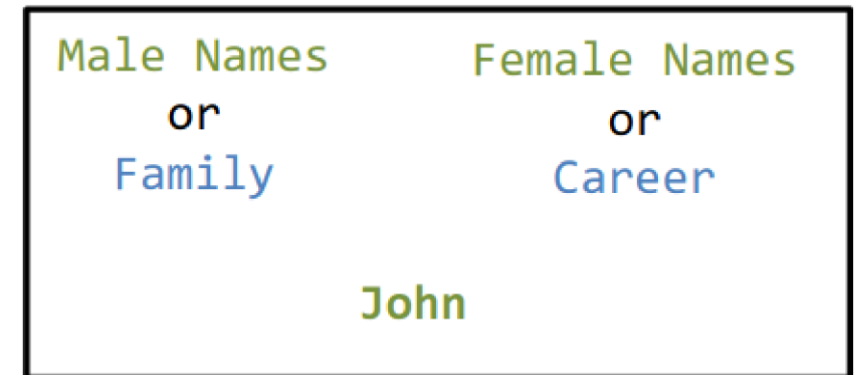 Male Names
or
Family
Female Names
or
Career
John